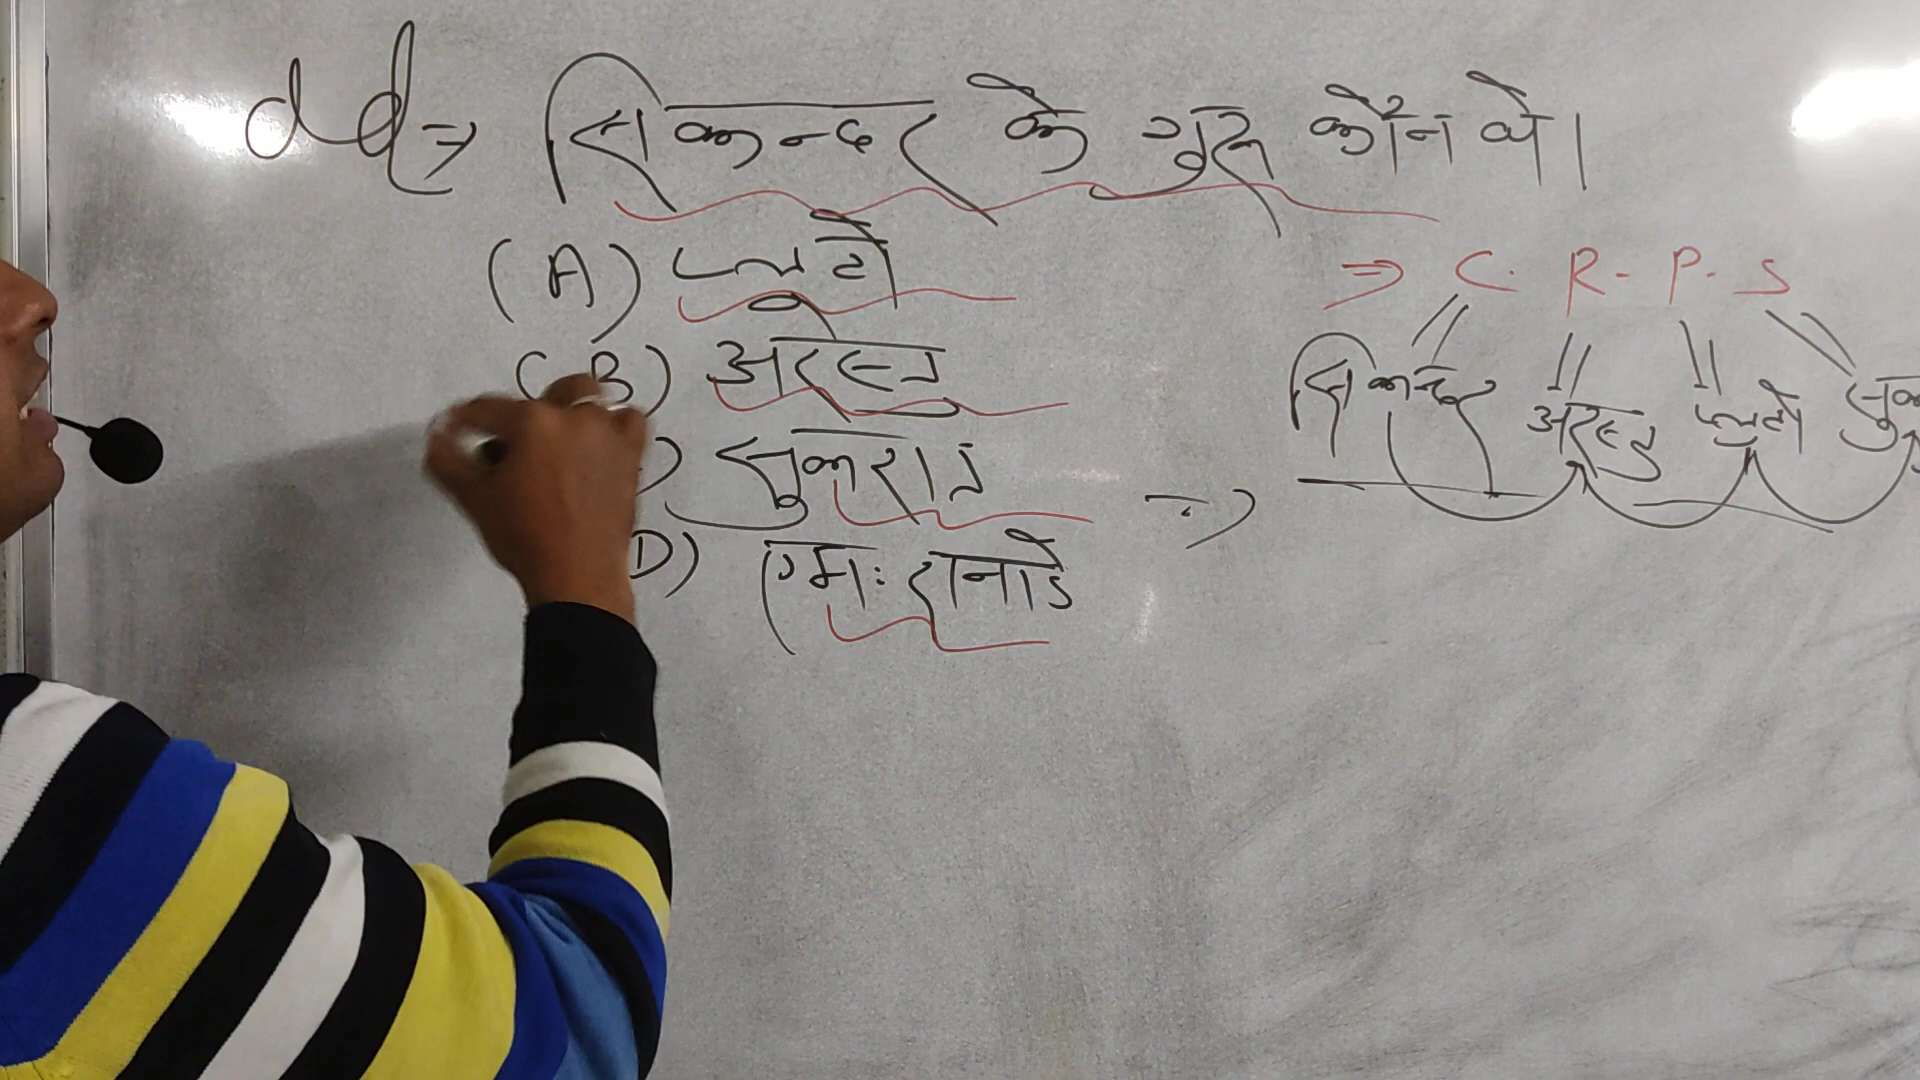 सिकन्दर के गुरु कौन थे।
(A) प्लूटो
(B) अरस्तु
) सुकरात
D) एम. रानाडे
⇒ C. R. P. S
सिकन्दर अरस्तु प्लूटो